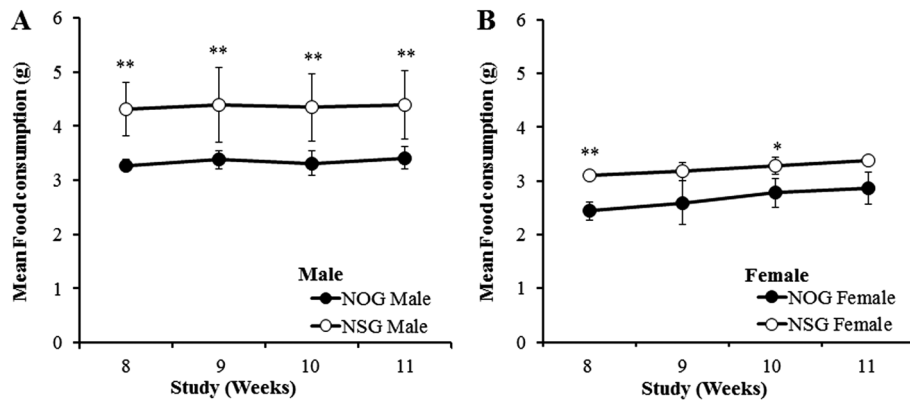 A
Mean Food consumption (g)
6
5
4
3
2
1
0
**
**
**
**
Male
NOG Male
NSG Male
8
9
10
11
Study (Weeks)
B
Mean Food consumption (g)
6
5
4
3
2
1
0
**
*
Female
NOG Female
NSG Female
8
9
10
11
Study (Weeks)